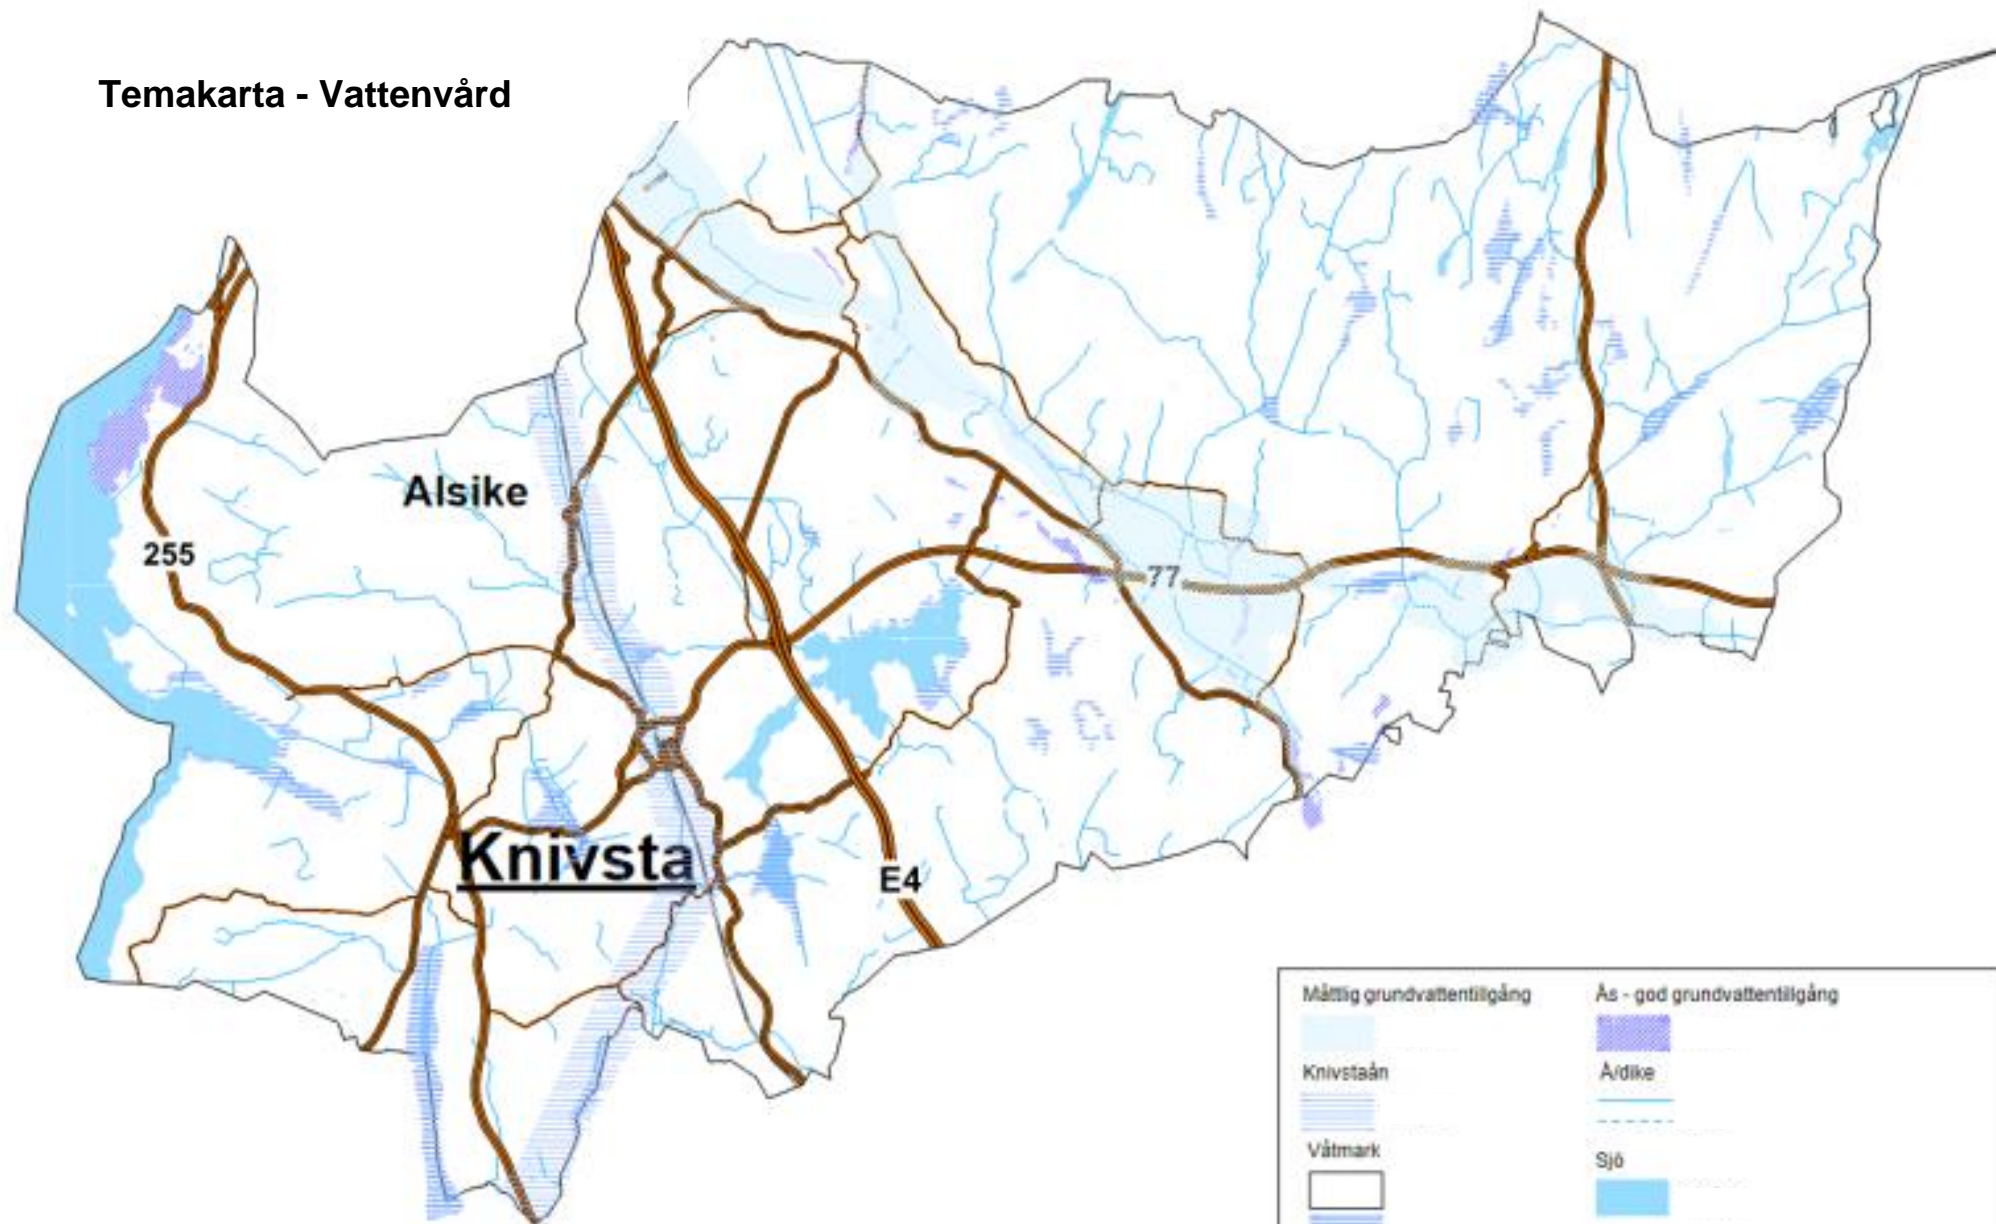 Temakarta - Vattenvård
Alsike
255
77
Knivsta
E4
Måttlig grundvattentillgång
Ås - god grundvattentillgång
Knivstaån
Å/dike
Våtmark
Sjö